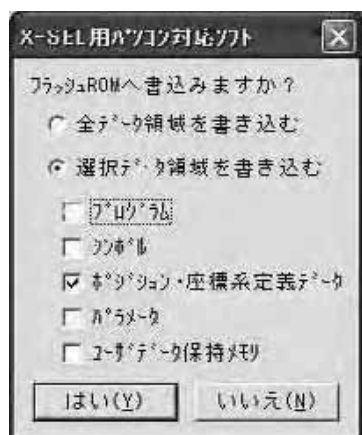 X-SEL用ﾊﾟｿｺﾝ対応ｿﾌﾄ
ﾌﾗｯｼｭROMへ書込みますか？
全ﾃﾞｰﾀ領域を書き込む
選択ﾃﾞｰﾀ領域を書き込む
ﾌﾟﾛｸﾞﾗﾑ
ｼﾝﾎﾞﾙ
ﾎﾟｼﾞｼｮﾝ・座標系定義ﾃﾞｰﾀ
ﾊﾟﾗﾒｰﾀ
ﾕｰｻﾞﾃﾞｰﾀ保持ﾒﾓﾘ
はい(Y) いいえ(N)